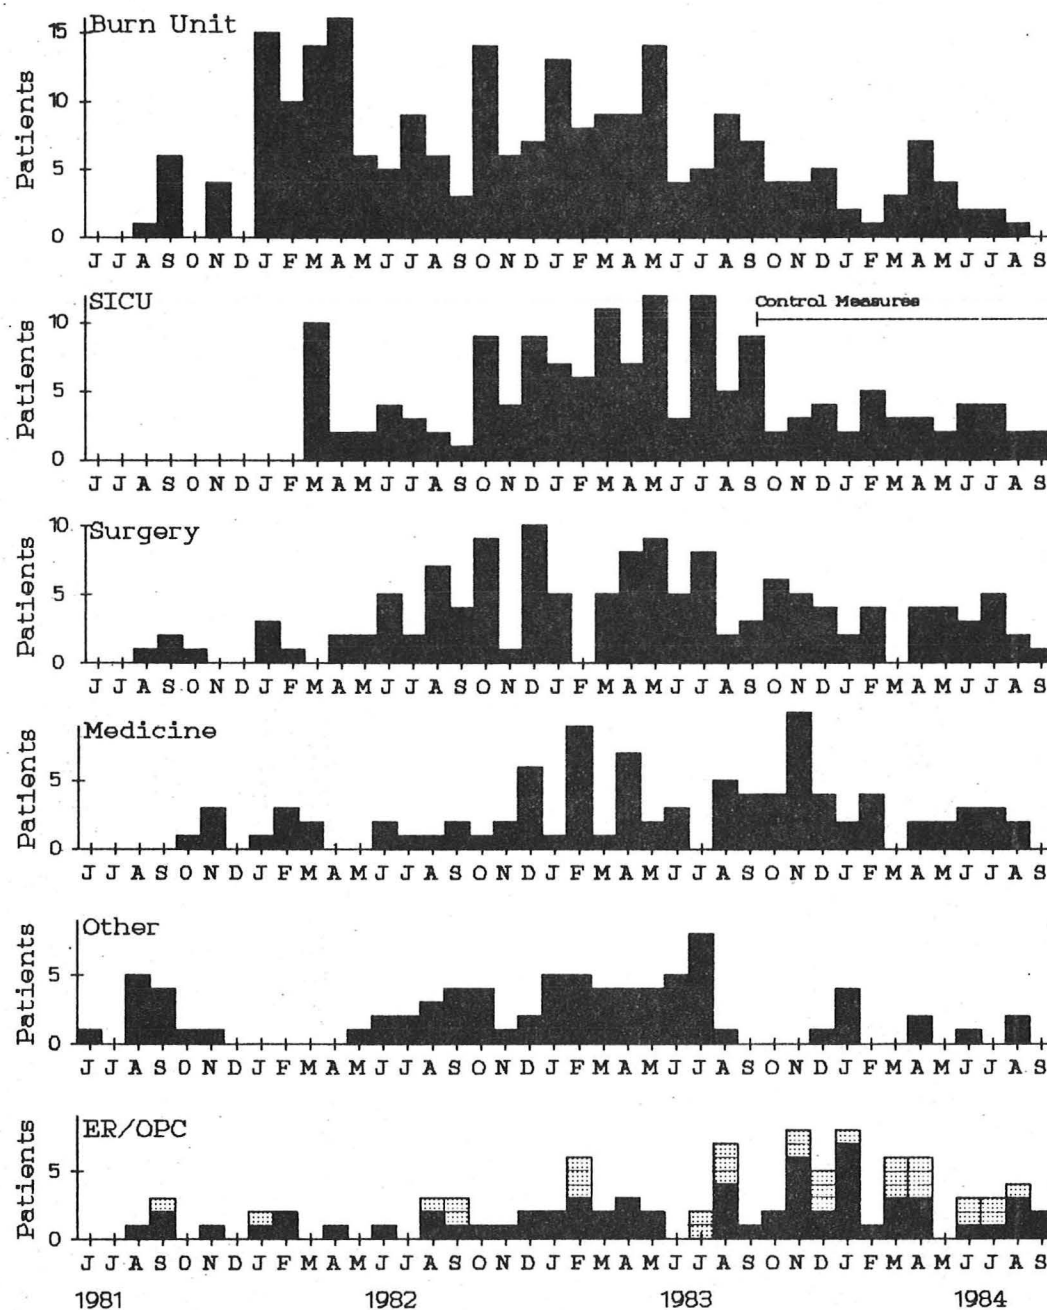 Burn Unit
Patients
15
10
5
0
J J A S O N D J F M A M J J A S O N D J F M A M J J A S O N D J F M A M J J A S
SICU
Control Measures
Patients
10
5
0
J J A S O N D J F M A M J J A S O N D J F M A M J J A S O N D J F M A M J J A S
Surgery
Patients
10
5
0
J J A S O N D J F M A M J J A S O N D J F M A M J J A S O N D J F M A M J J A S
Medicine
Patients
5
0
J J A S O N D J F M A M J J A S O N D J F M A M J J A S O N D J F M A M J J A S
Other
Patients
5
0
J J A S O N D J F M A M J J A S O N D J F M A M J J A S O N D J F M A M J J A S
ER/OPC
Patients
5
0
J J A S O N D J F M A M J J A S O N D J F M A M J J A S O N D J F M A M J J A S
1981 1982 1983 1984